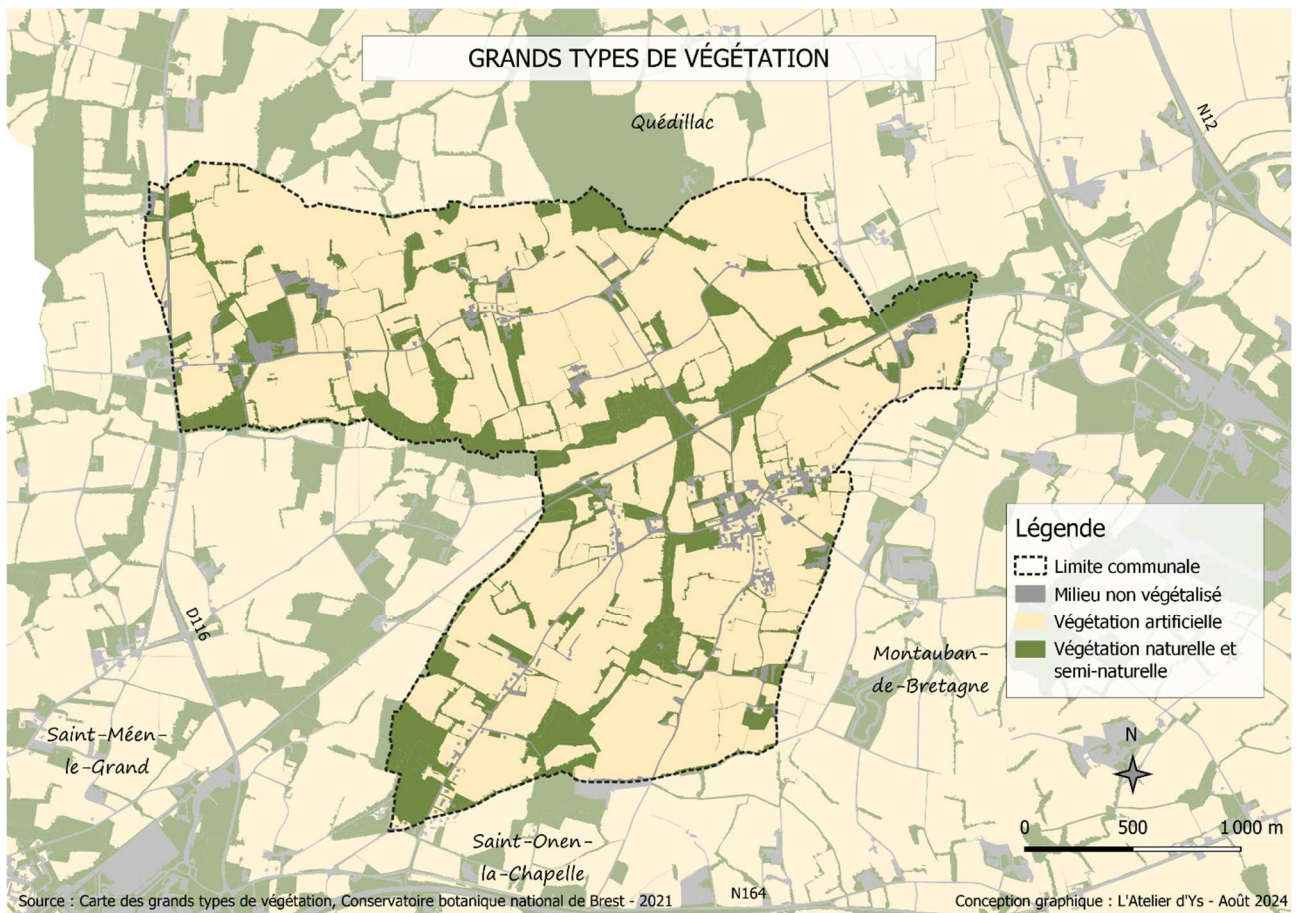 GRANDS TYPES DE VÉGÉTATION
Quédillac
N12
D116
Légende
Limite communale
Milieu non végétalisé
Végétation artificielle
Végétation naturelle et
semi-naturelle
Montauban-
de-Bretagne
Saint-Méen-
le-Grand
N
0 500 1 000 m
Saint-Onen-
la-Chapelle
N164
Source : Carte des grands types de végétation, Conservatoire botanique national de Brest - 2021
Conception graphique : L'Atelier d'Ys - Août 2024